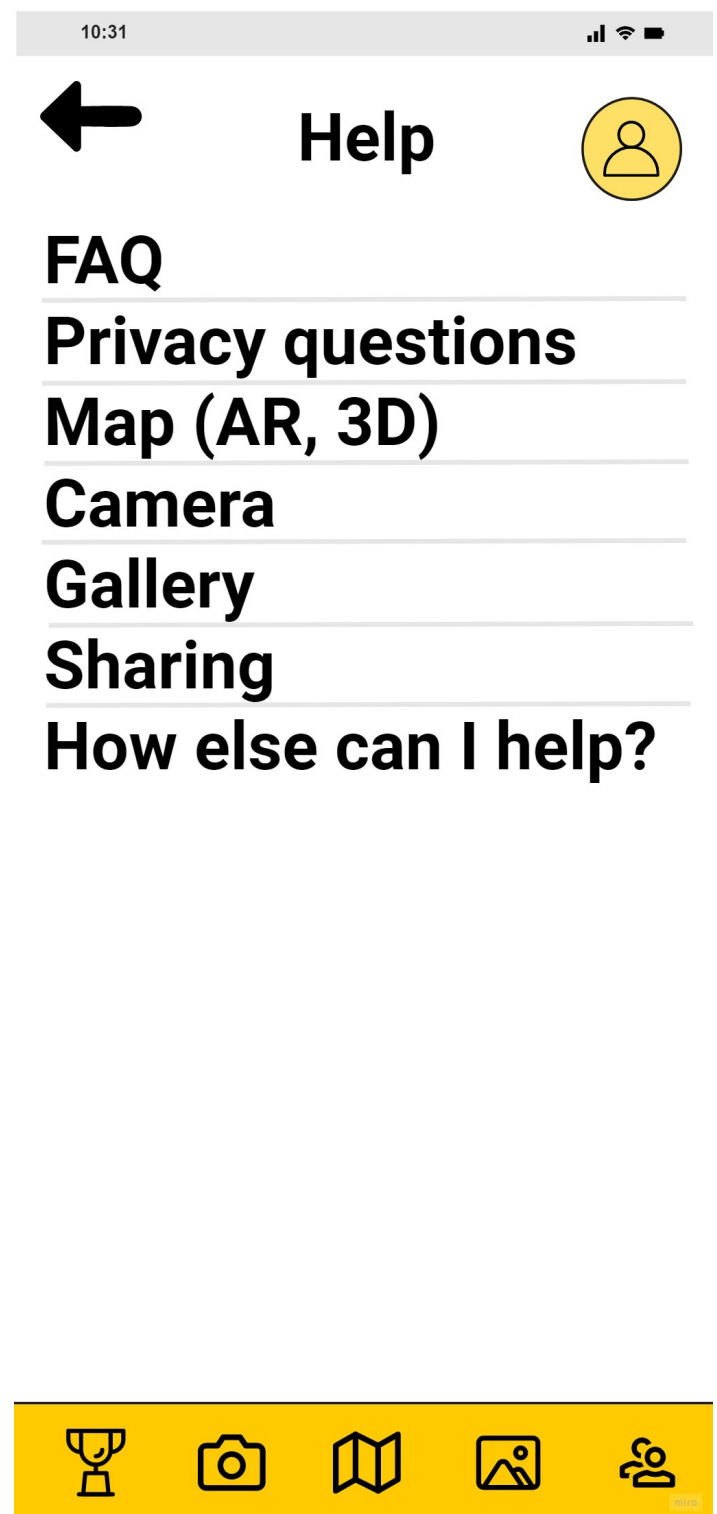 10:31
Help
FAQ
Privacy questions
Map (AR, 3D)
Camera
Gallery
Sharing
How else can I help?
miro